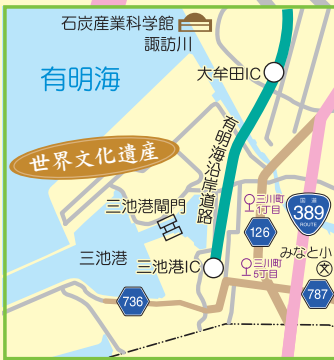 石炭産業科学館
諏訪川
大牟田IC
有明海
有明海沿岸道路
世界文化遺産
三池港閘門
三川町
1丁目
国道
389
ROUTE
126
みなと小
文
三池港
三池港IC
三川町
5丁目
736
787